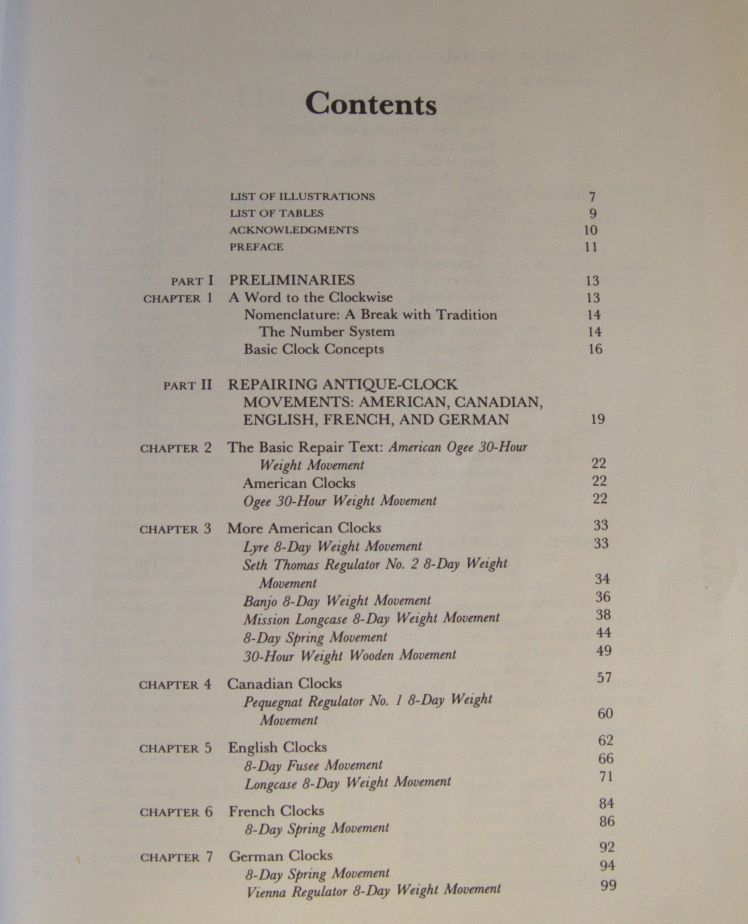 Contents
LIST OF ILLUSTRATIONS 7
LIST OF TABLES 9
ACKNOWLEDGMENTS 10
PREFACE 11
PART I PRELIMINARIES 13
CHAPTER 1 A Word to the Clockwise 13
Nomenclature: A Break with Tradition 14
The Number System 14
Basic Clock Concepts 16
PART II REPAIRING ANTIQUE-CLOCK
MOVEMENTS: AMERICAN, CANADIAN,
ENGLISH, FRENCH, AND GERMAN 19
CHAPTER 2 The Basic Repair Text: American Ogee 30-Hour
Weight Movement 22
American Clocks 22
Ogee 30-Hour Weight Movement 22
CHAPTER 3 More American Clocks 33
Lyre 8-Day Weight Movement 33
Seth Thomas Regulator No. 2 8-Day Weight
Movement 34
Banjo 8-Day Weight Movement 36
Mission Longcase 8-Day Weight Movement 38
8-Day Spring Movement 44
30-Hour Weight Wooden Movement 49
CHAPTER 4 Canadian Clocks 57
Pequegnat Regulator No. 1 8-Day Weight
Movement 60
CHAPTER 5 English Clocks 62
8-Day Fusee Movement 66
Longcase 8-Day Weight Movement 71
CHAPTER 6 French Clocks 84
8-Day Spring Movement 86
CHAPTER 7 German Clocks 92
8-Day Spring Movement 94
Vienna Regulator 8-Day Weight Movement 99